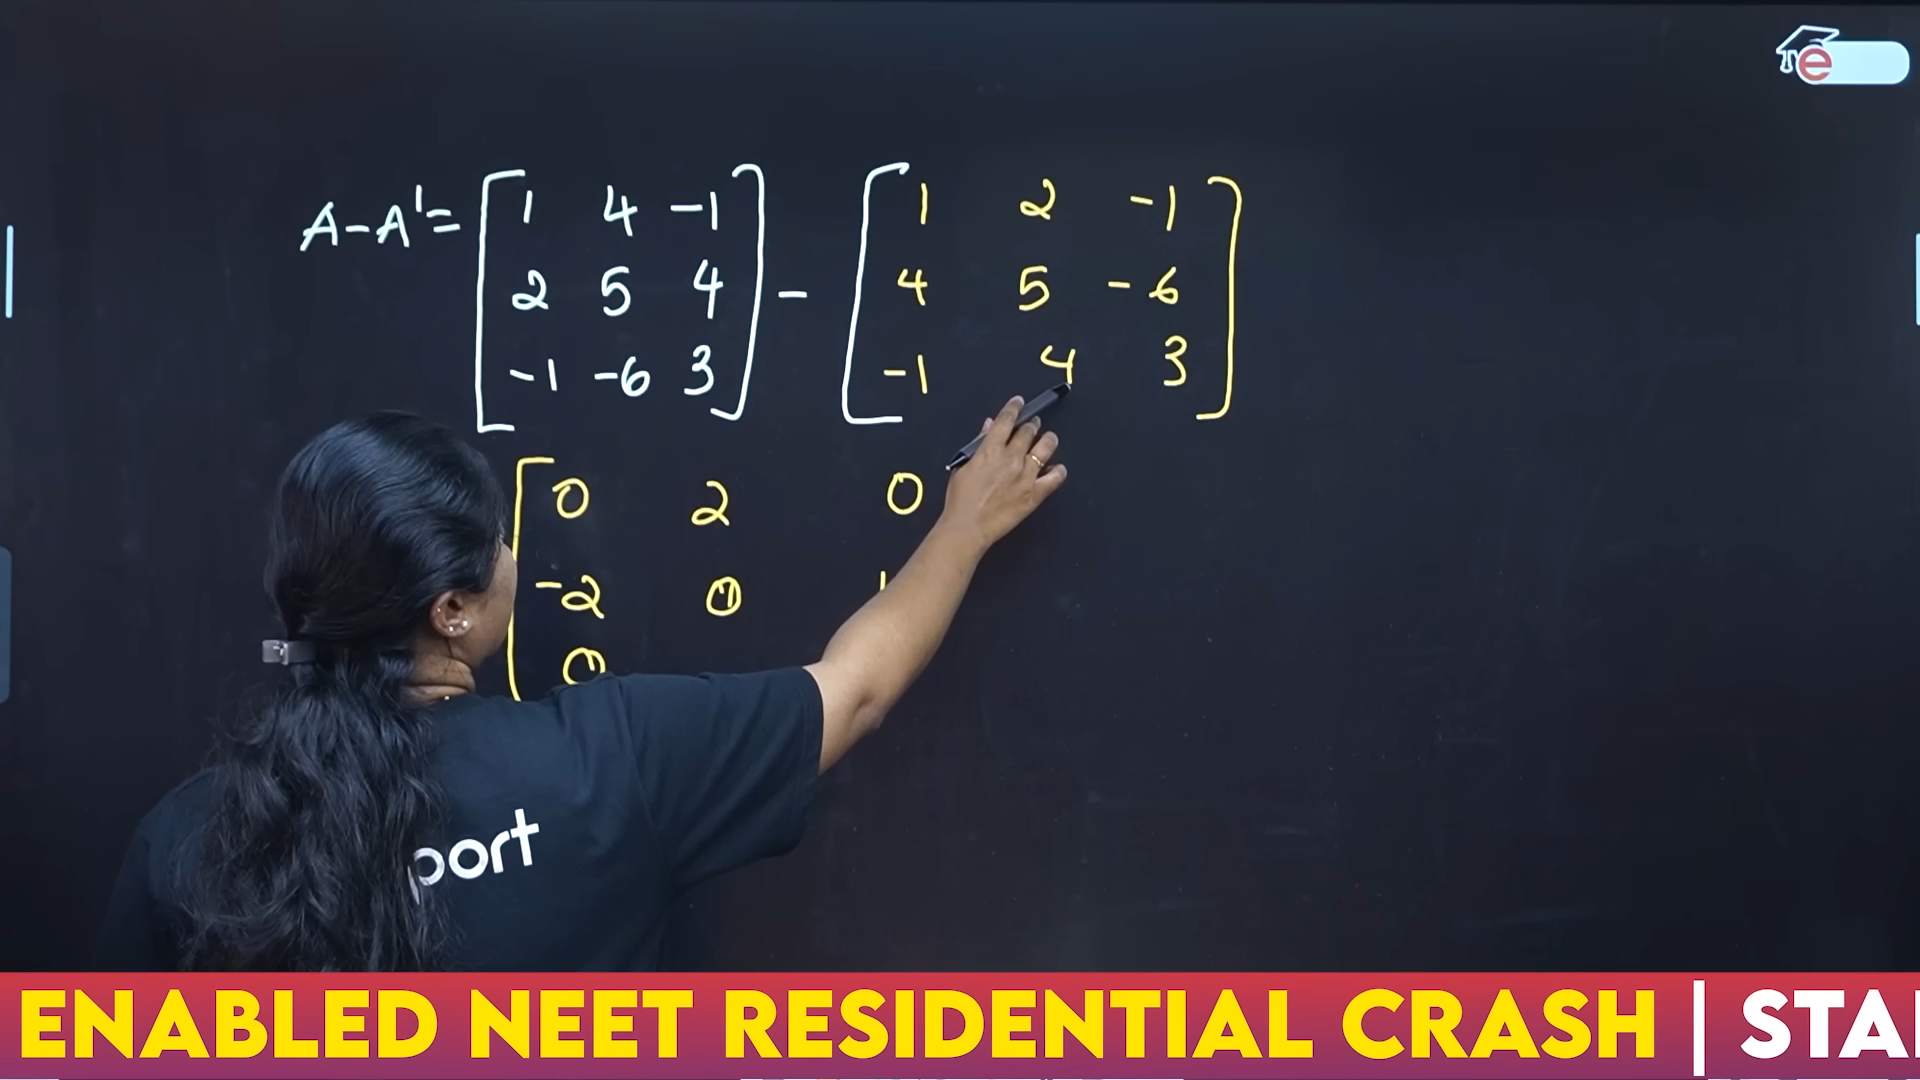 A-A'= [1 4 -1 - [1 2 -1
2 5 4 4 5 -6
-1 -6 3] -1 4 3]
[0 2 0
-2 0
0
port
e
ENABLED NEET RESIDENTIAL CRASH | STA